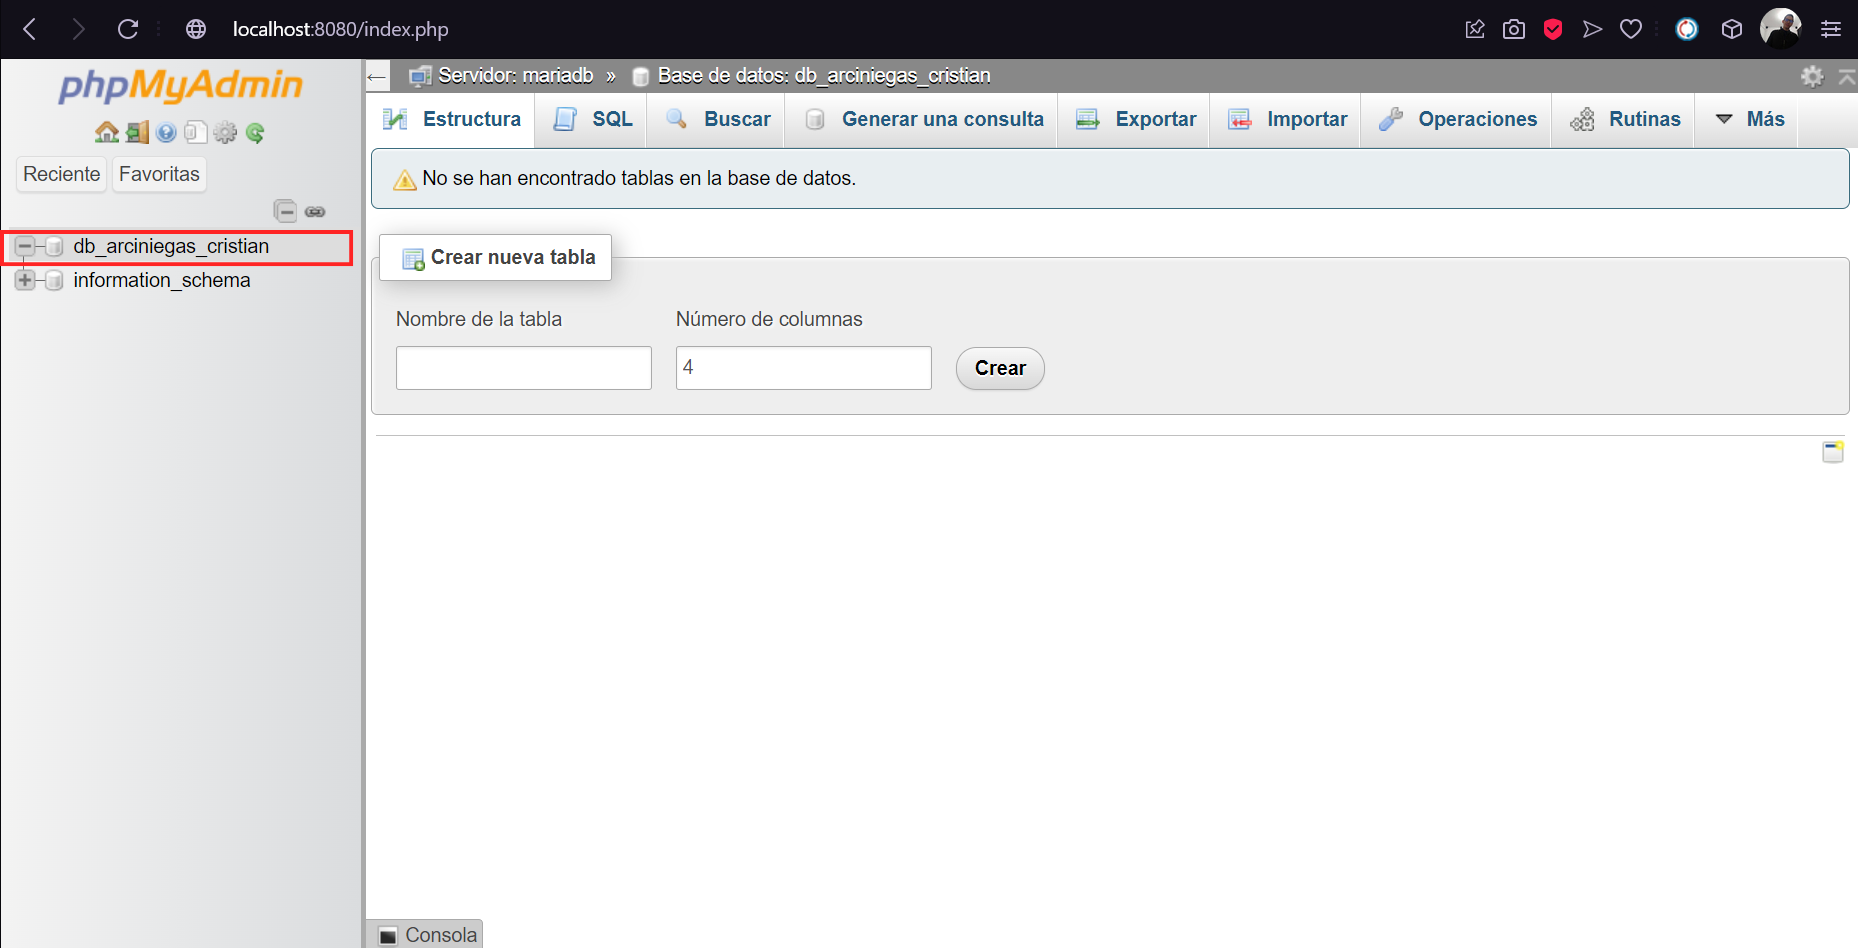 localhost:8080/index.php
phpMyAdmin
Reciente
Favoritas
db_arciniegas_cristian
information_schema
Servidor: mariadb » Base de datos: db_arciniegas_cristian
Estructura
SQL
Buscar
Generar una consulta
Exportar
Importar
Operaciones
Rutinas
Más
No se han encontrado tablas en la base de datos.
Crear nueva tabla
Nombre de la tabla
Número de columnas
4
Crear
Consola